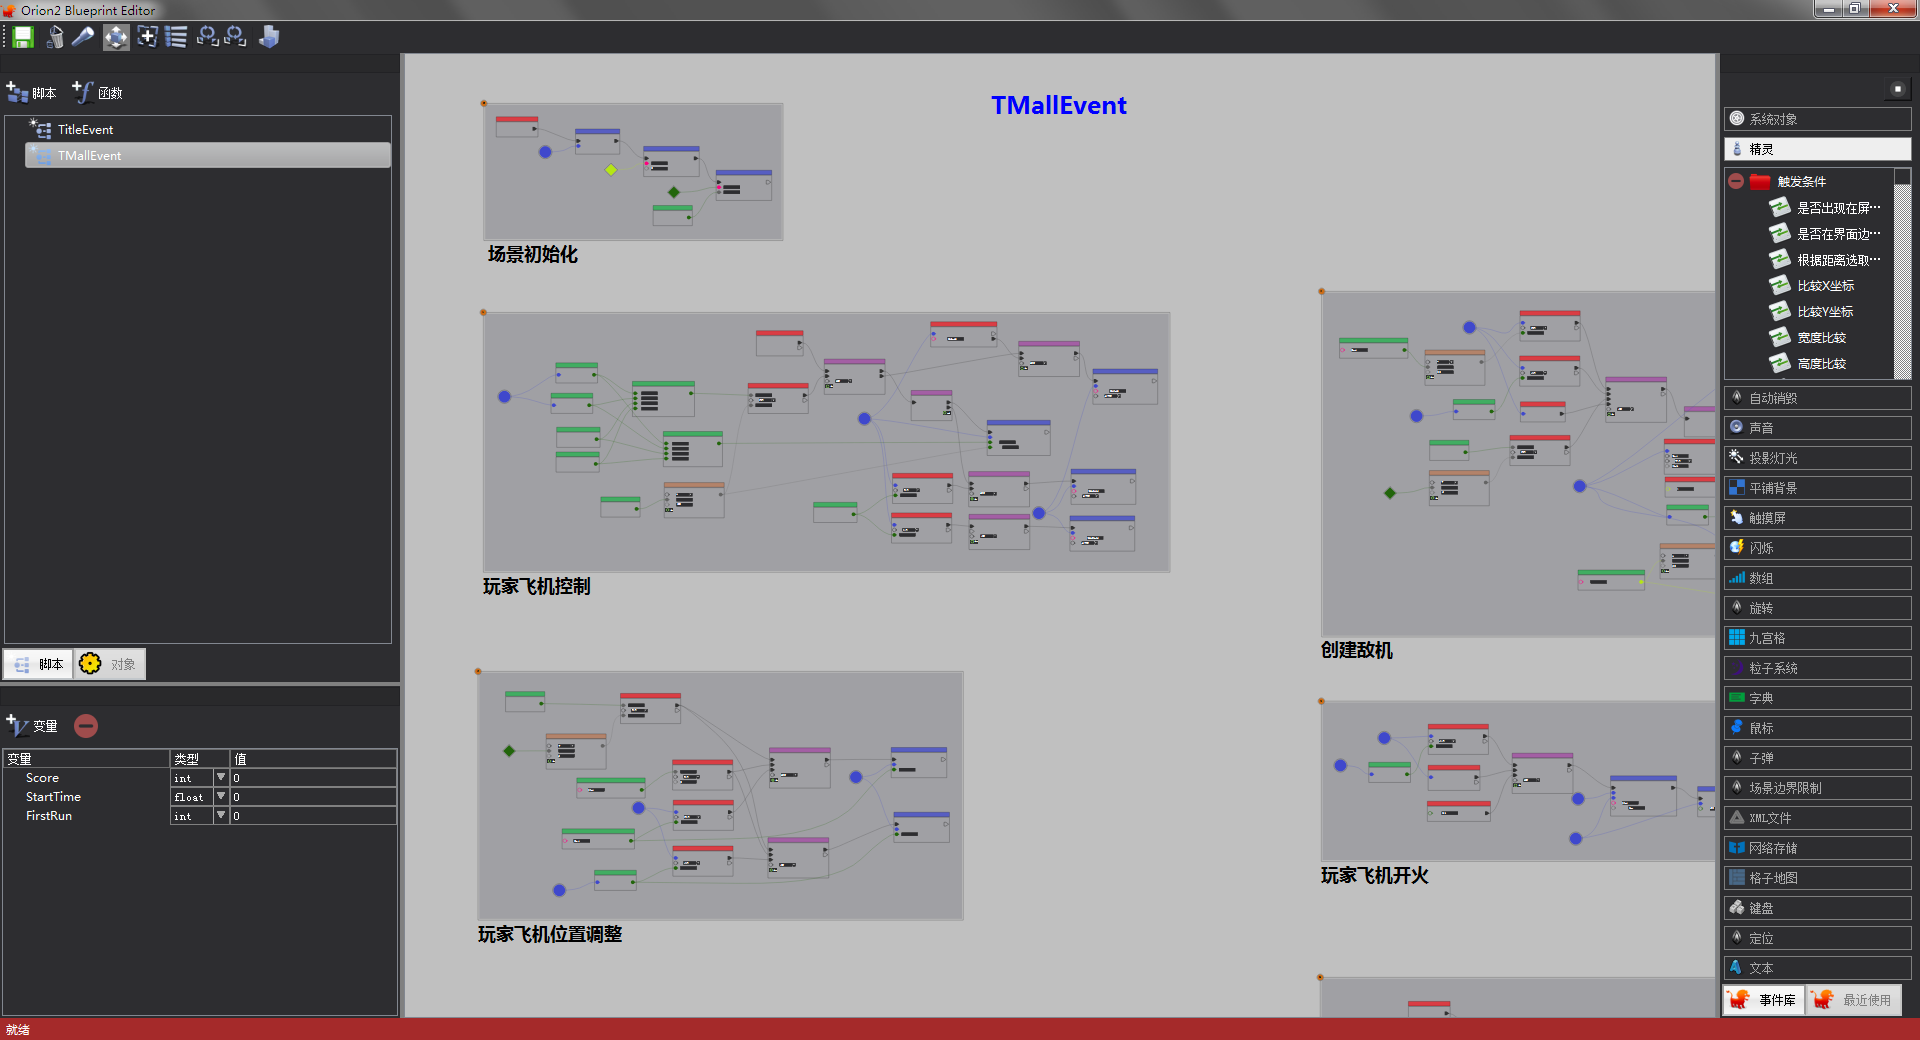 Orion2 Blueprint Editor
脚本
函数
TitleEvent
TMallEvent
脚本
对象
变量
变量 类型 值
Score int 0
StartTime float 0
FirstRun int 0
就绪
TMallEvent
场景初始化
玩家飞机控制
创建敌机
玩家飞机位置调整
玩家飞机开火
系统对象
精灵
触发条件
是否出现在屏…
是否在界面边…
根据距离选取…
比较X坐标
比较Y坐标
宽度比较
高度比较
自动销毁
声音
投影灯光
平铺背景
触摸屏
闪烁
数组
旋转
九宫格
粒子系统
字典
鼠标
子弹
场景边界限制
XML文件
网络存储
格子地图
键盘
定位
文本
事件库
最近使用